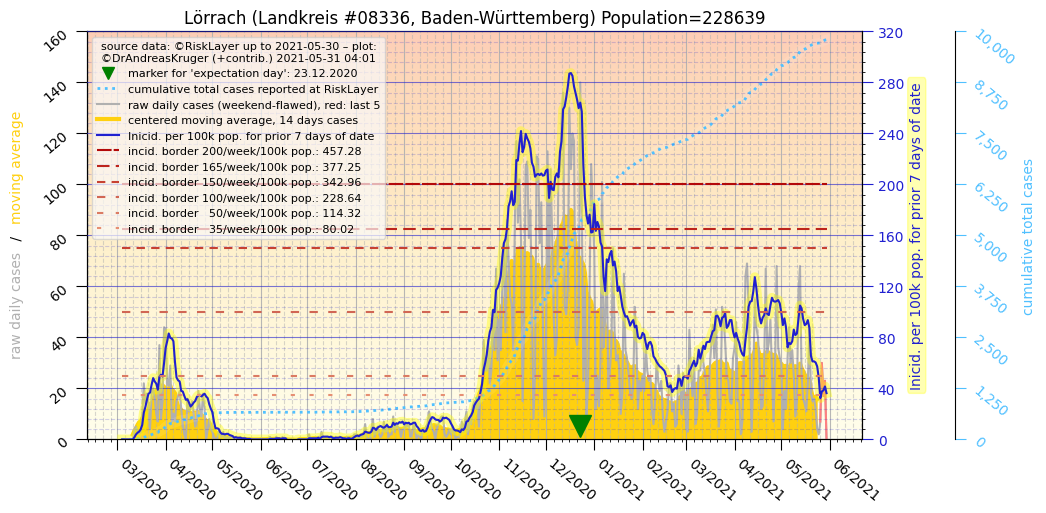 Lörrach (Landkreis #08336, Baden-Württemberg) Population=228639
source data: ©RiskLayer up to 2021-05-30 – plot:
©DrAndreasKruger (+contrib.) 2021-05-31 04:01
marker for 'expectation day': 23.12.2020
cumulative total cases reported at RiskLayer
raw daily cases (weekend-flawed), red: last 5
centered moving average, 14 days cases
Inicid. per 100k pop. for prior 7 days of date
incid. border 200/week/100k pop.: 457.28
incid. border 165/week/100k pop.: 377.25
incid. border 150/week/100k pop.: 342.96
incid. border 100/week/100k pop.: 228.64
incid. border   50/week/100k pop.: 114.32
incid. border   35/week/100k pop.: 80.02
raw daily cases / moving average
160
140
120
100
80
60
40
20
0
03/2020
04/2020
05/2020
06/2020
07/2020
08/2020
09/2020
10/2020
11/2020
12/2020
01/2021
02/2021
03/2021
04/2021
05/2021
06/2021
320
280
240
200
160
120
80
40
0
Inicid. per 100k pop. for prior 7 days of date
10,000
8,750
7,500
6,250
5,000
3,750
2,500
1,250
0
cumulative total cases